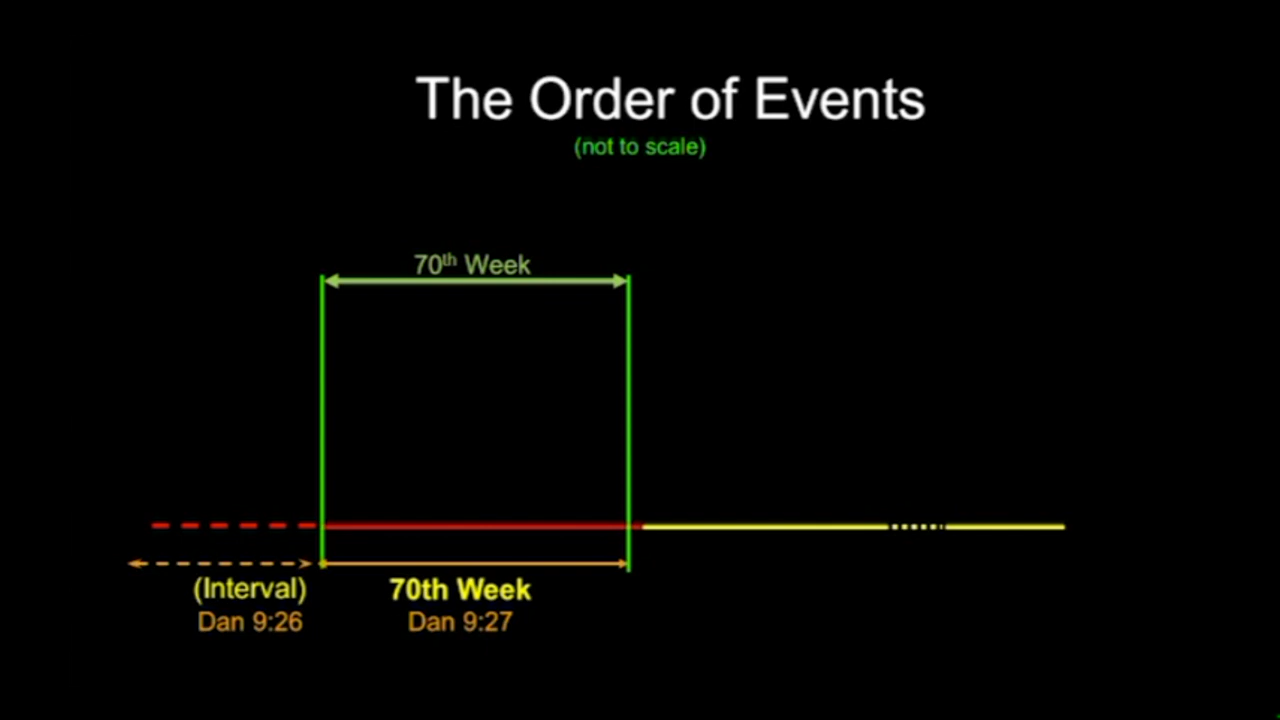 The Order of Events
(not to scale)
70th Week
(Interval)
70th Week
Dan 9:26
Dan 9:27